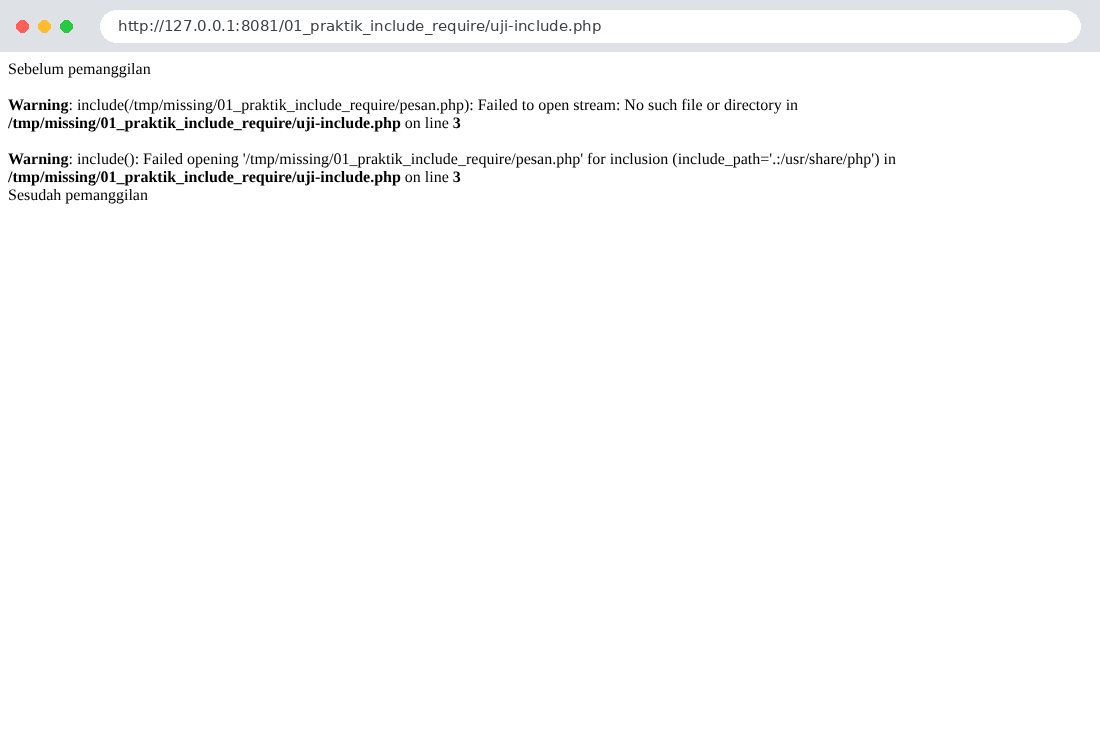 http://127.0.0.1:8081/01_praktik_include_require/uji-include.php
Sebelum pemanggilan
Warning: include(/tmp/missing/01_praktik_include_require/pesan.php): Failed to open stream: No such file or directory in
/tmp/missing/01_praktik_include_require/uji-include.php on line 3
Warning: include(): Failed opening '/tmp/missing/01_praktik_include_require/pesan.php' for inclusion (include_path='.:/usr/share/php') in
/tmp/missing/01_praktik_include_require/uji-include.php on line 3
Sesudah pemanggilan